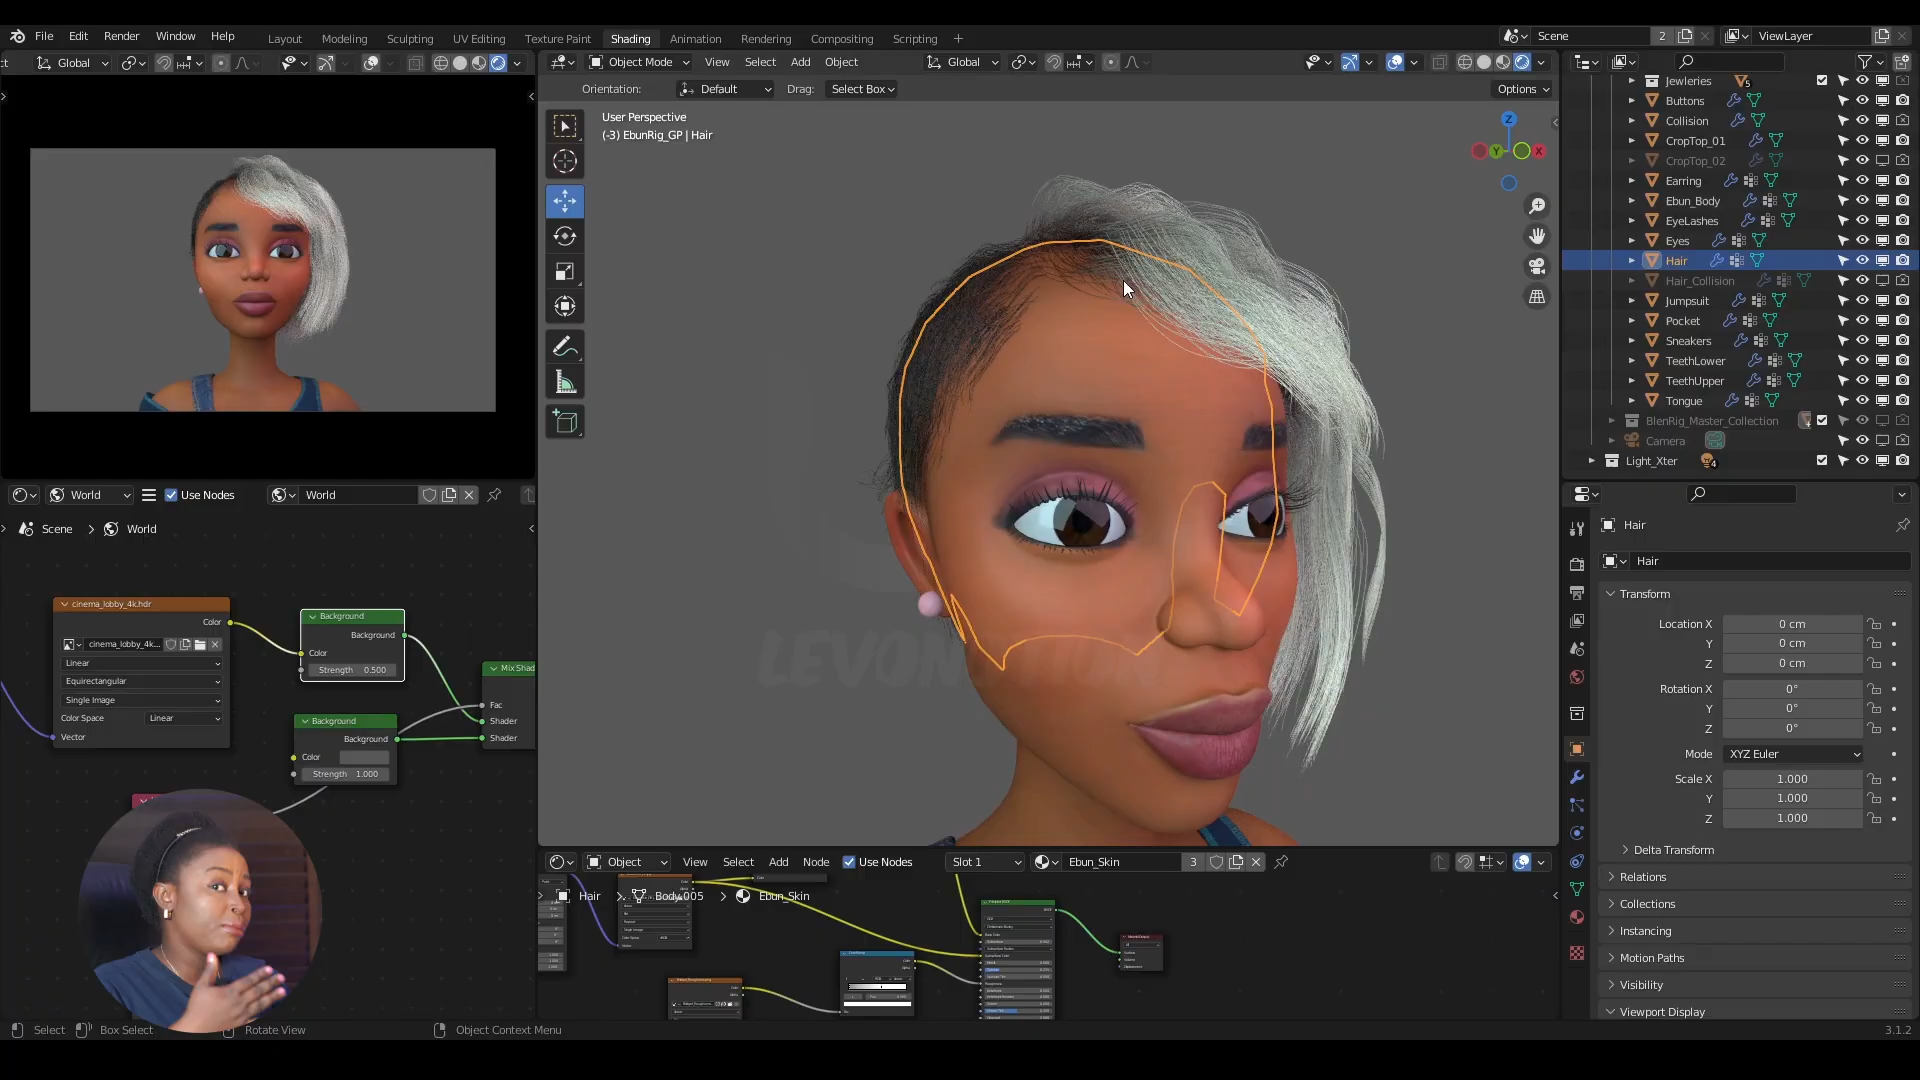 File Edit Render Window Help Layout Modeling Sculpting UV Editing Texture Paint Shading Animation Rendering Compositing Scripting + Scene 2 ViewLayer
Global
Object Mode View Select Add Object Global
Orientation: Default Drag: Select Box Options
User Perspective
(-3) EbunRig_GP | Hair
Z
Y
X
Jewleries 5
Buttons
Collision
CropTop_01
CropTop_02
Earring
Ebun_Body
EyeLashes
Eyes
Hair
Hair_Collision
Jumpsuit
Pocket
Sneakers
TeethLower
TeethUpper
Tongue
BlenRig_Master_Collection
Camera
Light_Xter 4
World Use Nodes World
Scene > World
cinema_lobby_4k.hdr
Color
cinema_lobby_4k...
Linear
Equirectangular
Single Image
Color Space Linear
Vector
Background
Background
Color
Strength 0.500
Background
Background
Color
Strength 1.000
Mix Shad
Fac
Shader
Shader
Hair
Hair
Transform
Location X 0 cm
Y 0 cm
Z 0 cm
Rotation X 0°
Y 0°
Z 0°
Mode XYZ Euler
Scale X 1.000
Y 1.000
Z 1.000
Delta Transform
Relations
Collections
Instancing
Motion Paths
Visibility
Viewport Display
Object View Select Add Node Use Nodes Slot 1 Ebun_Skin 3
Hair > Body.005 > Ebun_Skin
Select Box Select Rotate View Object Context Menu 3.1.2